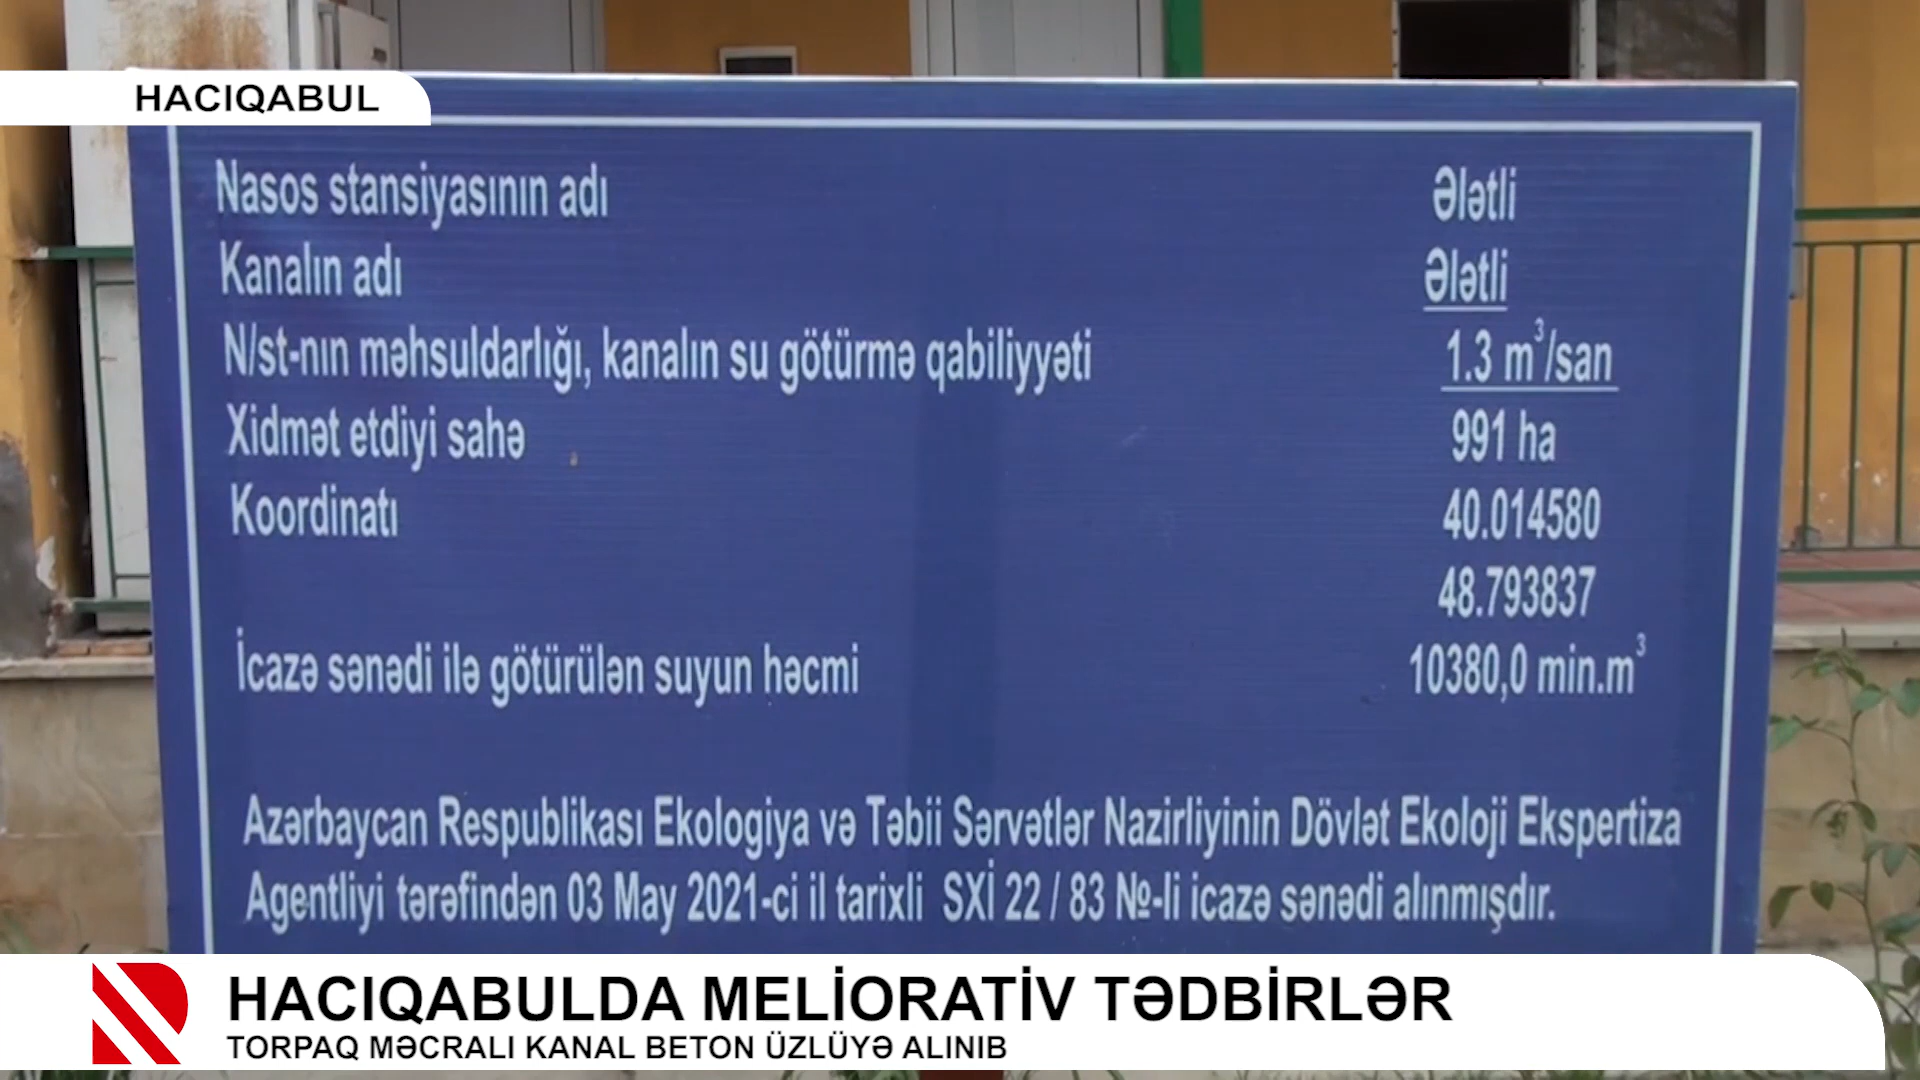 HACIQABUL
Nasos stansiyasının adı Ələtli
Kanalın adı Ələtli
N/st-nın məhsuldarlığı, kanalın su götürmə qabiliyyəti 1.3 m³/san
Xidmət etdiyi sahə 991 ha
Koordinatı 40.014580
48.793837
İcazə sənədi ilə götürülən suyun həcmi 10380,0 min.m³
Azərbaycan Respublikası Ekologiya və Təbii Sərvətlər Nazirliyinin Dövlət Ekoloji Ekspertiza
Agentliyi tərəfindən 03 May 2021-ci il tarixli SXİ 22 / 83 №-li icazə sənədi alınmışdır.
HACIQABULDA MELİORATİV TƏDBİRLƏR
TORPAQ MƏCRALI KANAL BETON ÜZLÜYƏ ALINIB